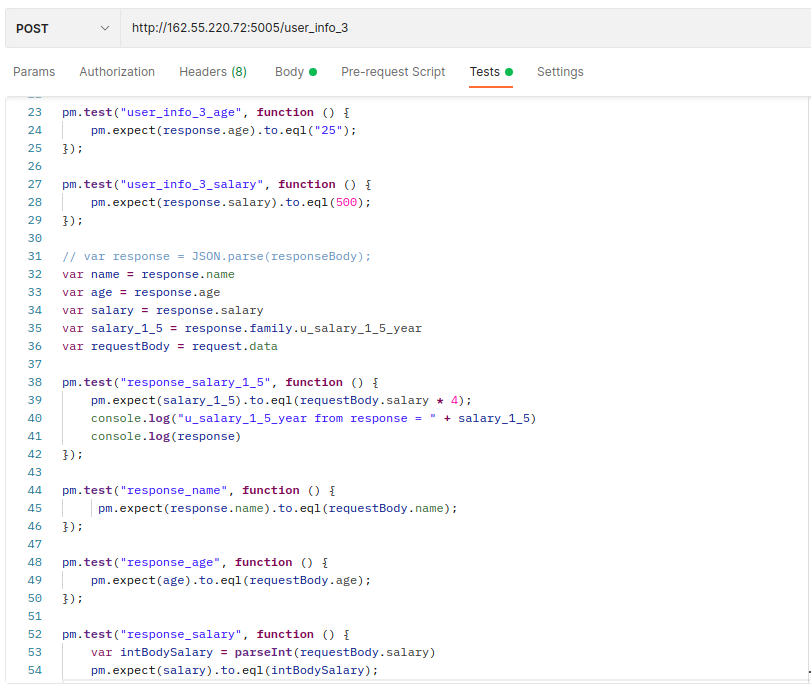 POST http://162.55.220.72:5005/user_info_3
Params Authorization Headers (8) Body Pre-request Script Tests Settings
23 pm.test("user_info_3_age", function () {
24     pm.expect(response.age).to.eql("25");
25 });
26
27 pm.test("user_info_3_salary", function () {
28     pm.expect(response.salary).to.eql(500);
29 });
30
31 // var response = JSON.parse(responseBody);
32 var name = response.name
33 var age = response.age
34 var salary = response.salary
35 var salary_1_5 = response.family.u_salary_1_5_year
36 var requestBody = request.data
37
38 pm.test("response_salary_1_5", function () {
39     pm.expect(salary_1_5).to.eql(requestBody.salary * 4);
40     console.log("u_salary_1_5_year from response = " + salary_1_5)
41     console.log(response)
42 });
43
44 pm.test("response_name", function () {
45      pm.expect(response.name).to.eql(requestBody.name);
46 });
47
48 pm.test("response_age", function () {
49     pm.expect(age).to.eql(requestBody.age);
50 });
51
52 pm.test("response_salary", function () {
53     var intBodySalary = parseInt(requestBody.salary)
54     pm.expect(salary).to.eql(intBodySalary);